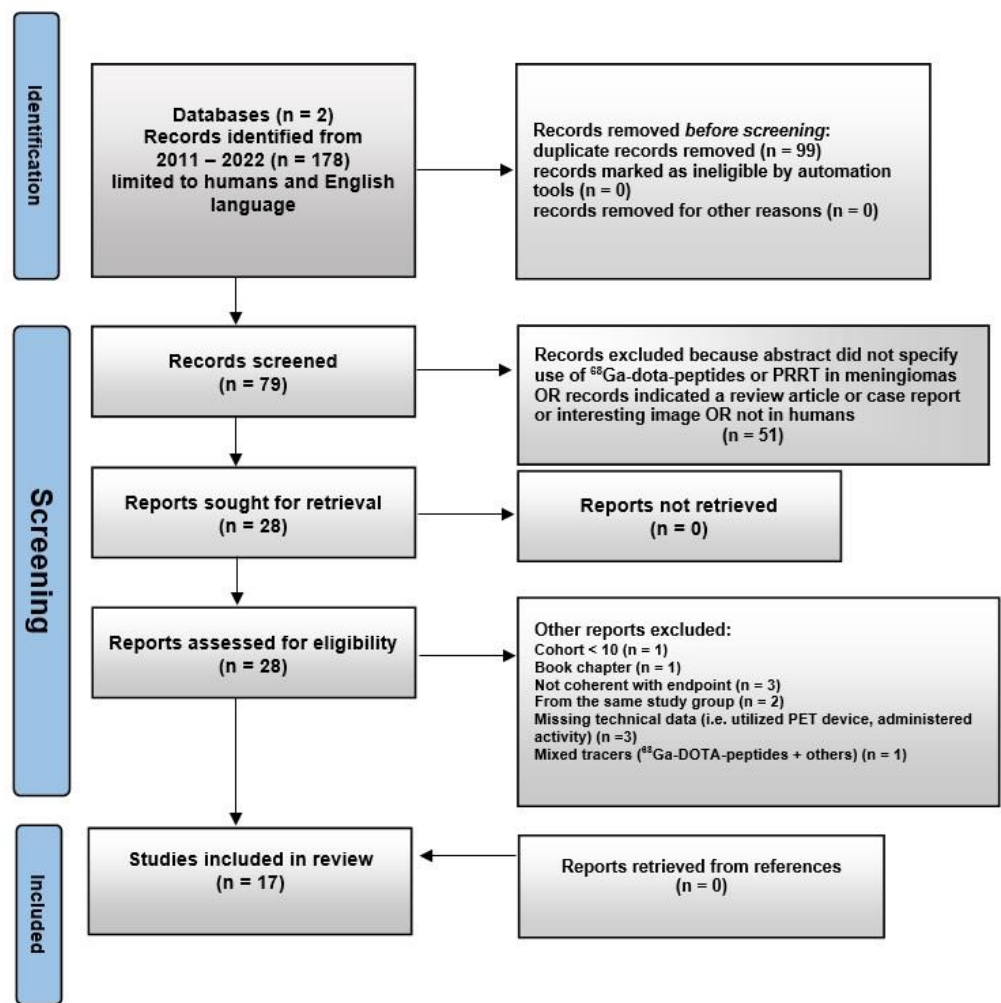 Identification
Databases (n = 2)
Records identified from
2011 – 2022 (n = 178)
limited to humans and English
language
Records removed before screening:
duplicate records removed (n = 99)
records marked as ineligible by automation
tools (n = 0)
records removed for other reasons (n = 0)
Screening
Records screened
(n = 79)
Records excluded because abstract did not specify
use of ⁶⁸Ga-dota-peptides or PRRT in meningiomas
OR records indicated a review article or case report
or interesting image OR not in humans
(n = 51)
Reports sought for retrieval
(n = 28)
Reports not retrieved
(n = 0)
Reports assessed for eligibility
(n = 28)
Other reports excluded:
Cohort < 10 (n = 1)
Book chapter (n = 1)
Not coherent with endpoint (n = 3)
From the same study group (n = 2)
Missing technical data (i.e. utilized PET device, administered
activity) (n =3)
Mixed tracers (⁶⁸Ga-DOTA-peptides + others) (n = 1)
Included
Studies included in review
(n = 17)
Reports retrieved from references
(n = 0)